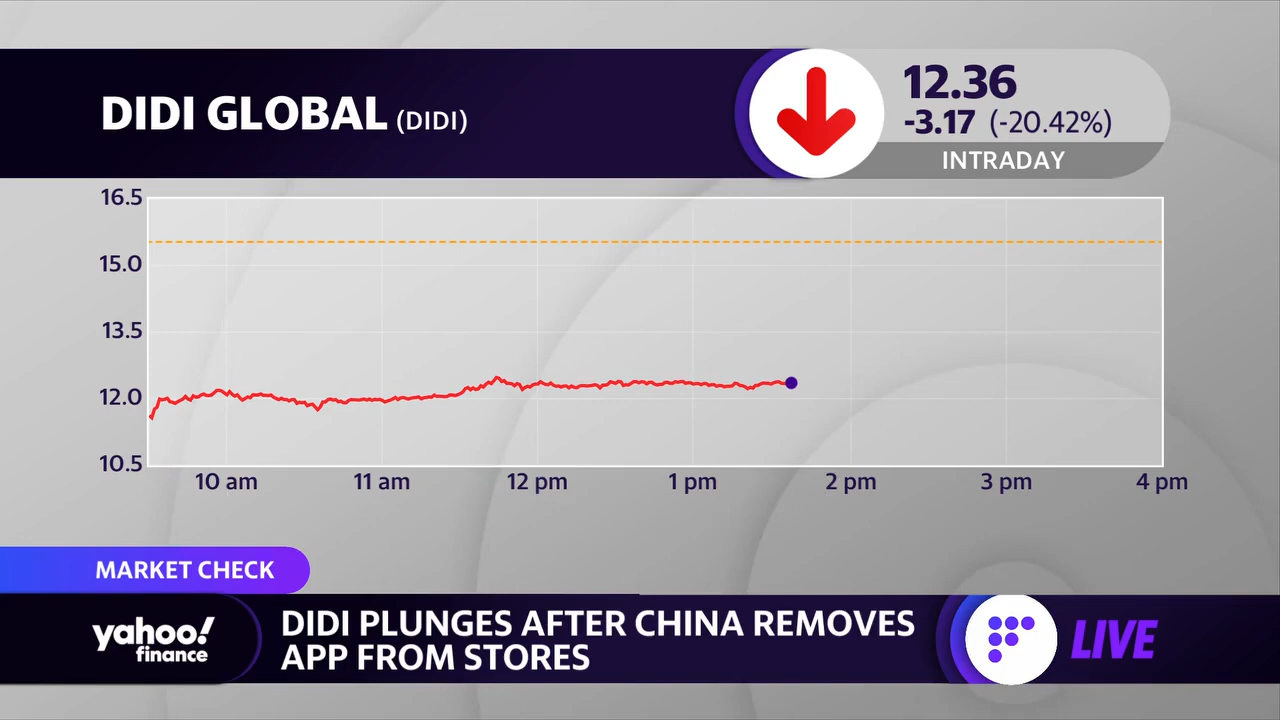 DIDI GLOBAL (DIDI)
12.36
-3.17 (-20.42%)
INTRADAY
16.5
15.0
13.5
12.0
10.5
10 am 11 am 12 pm 1 pm 2 pm 3 pm 4 pm
MARKET CHECK
yahoo!
finance
DIDI PLUNGES AFTER CHINA REMOVES
APP FROM STORES
LIVE